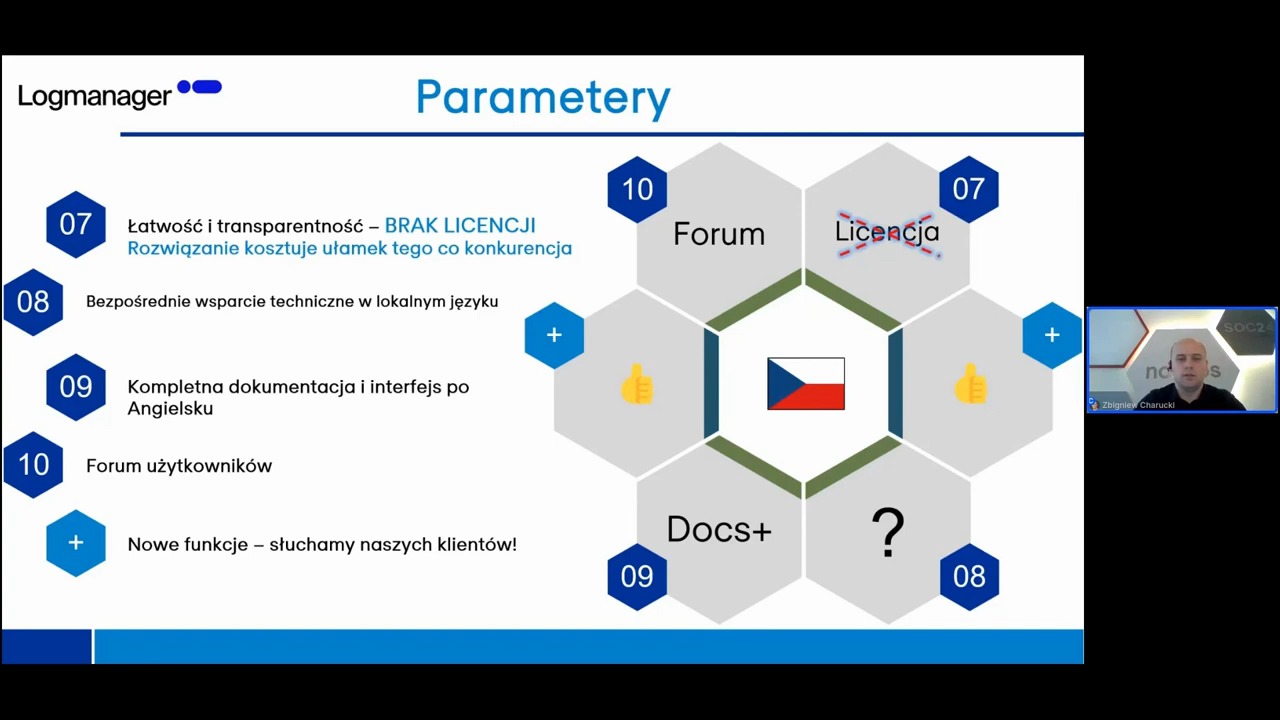 Logmanager
Parametery
07
Łatwość i transparentność – BRAK LICENCJI
Rozwiązanie kosztuje ułamek tego co konkurencja
08
Bezpośrednie wsparcie techniczne w lokalnym języku
09
Kompletna dokumentacja i interfejs po
Angielsku
10
Forum użytkowników
+
Nowe funkcje – słuchamy naszych klientów!
10
Forum
07
Licencja
+
+
Docs+
09
?
08
SOC24
Zbigniew Charucki